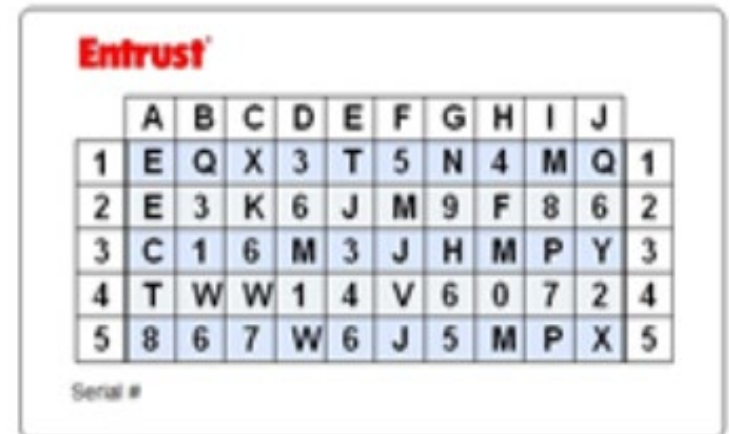 Entrust
A B C D E F G H I J
1 E Q X 3 T 5 N 4 M Q 1
2 E 3 K 6 J M 9 F 8 6 2
3 C 1 6 M 3 J H M P Y 3
4 T W W 1 4 V 6 0 7 2 4
5 8 6 7 W 6 J 5 M P X 5
Serial #